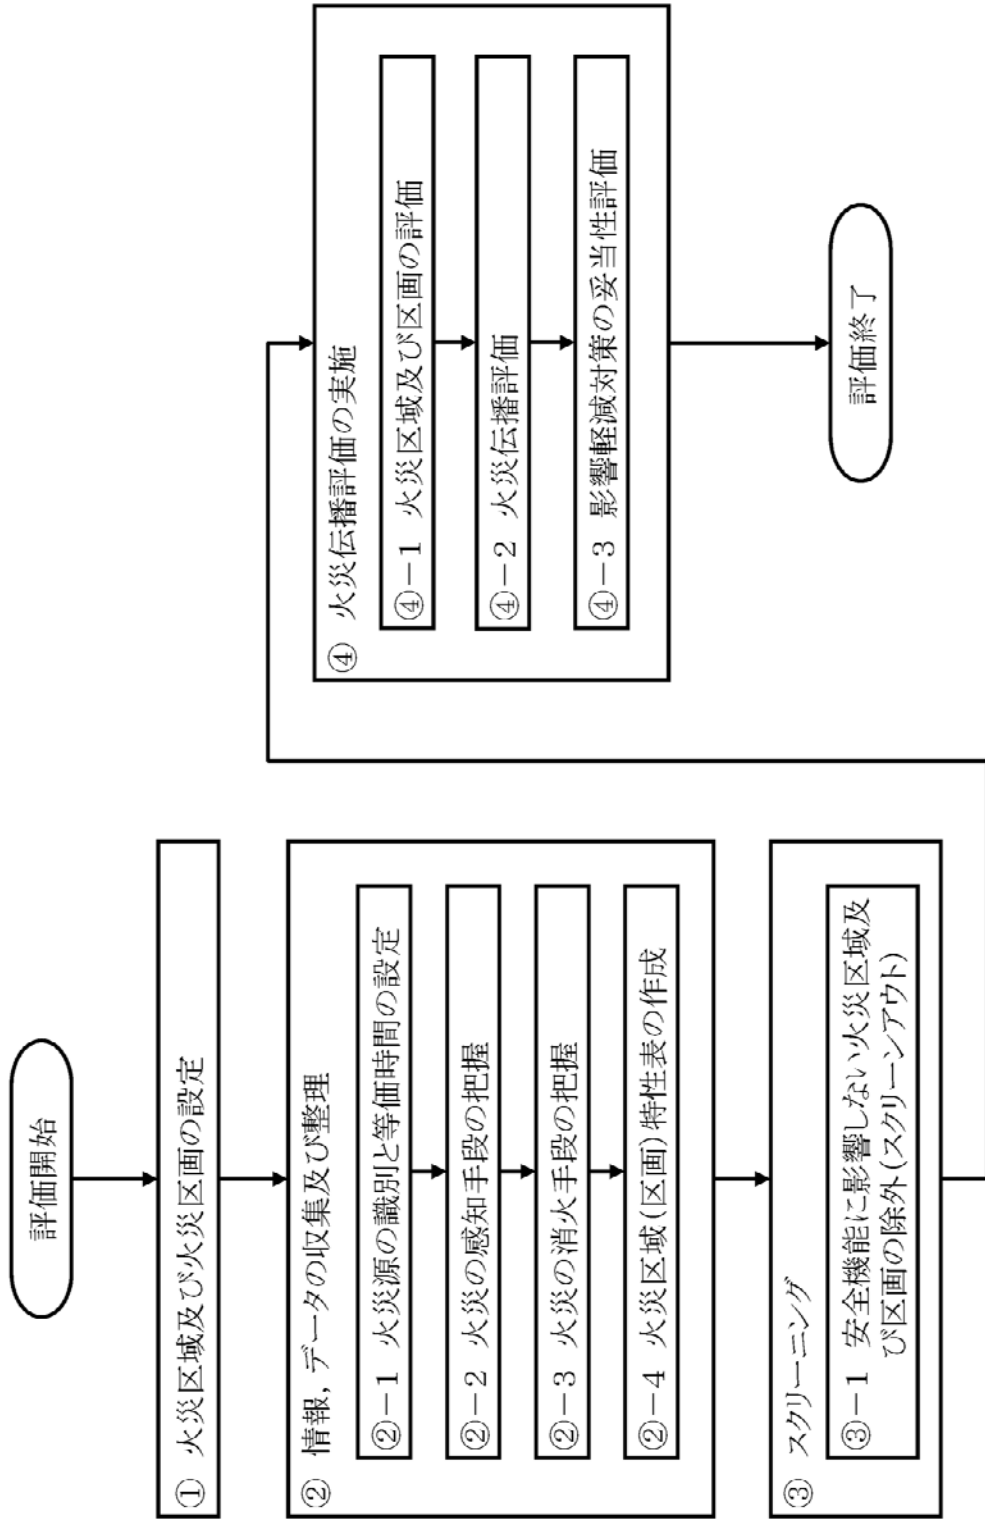 評価開始
① 火災区域及び火災区画の設定
② 情報，データの収集及び整理
②－1 火災源の識別と等価時間の設定
②－2 火災の感知手段の把握
②－3 火災の消火手段の把握
②－4 火災区域（区画）特性表の作成
③ スクリーニング
③－1 安全機能に影響しない火災区域及
び区画の除外（スクリーンアウト）
④ 火災伝播評価の実施
④－1 火災区域及び区画の評価
④－2 火災伝播評価
④－3 影響軽減対策の妥当性評価
評価終了